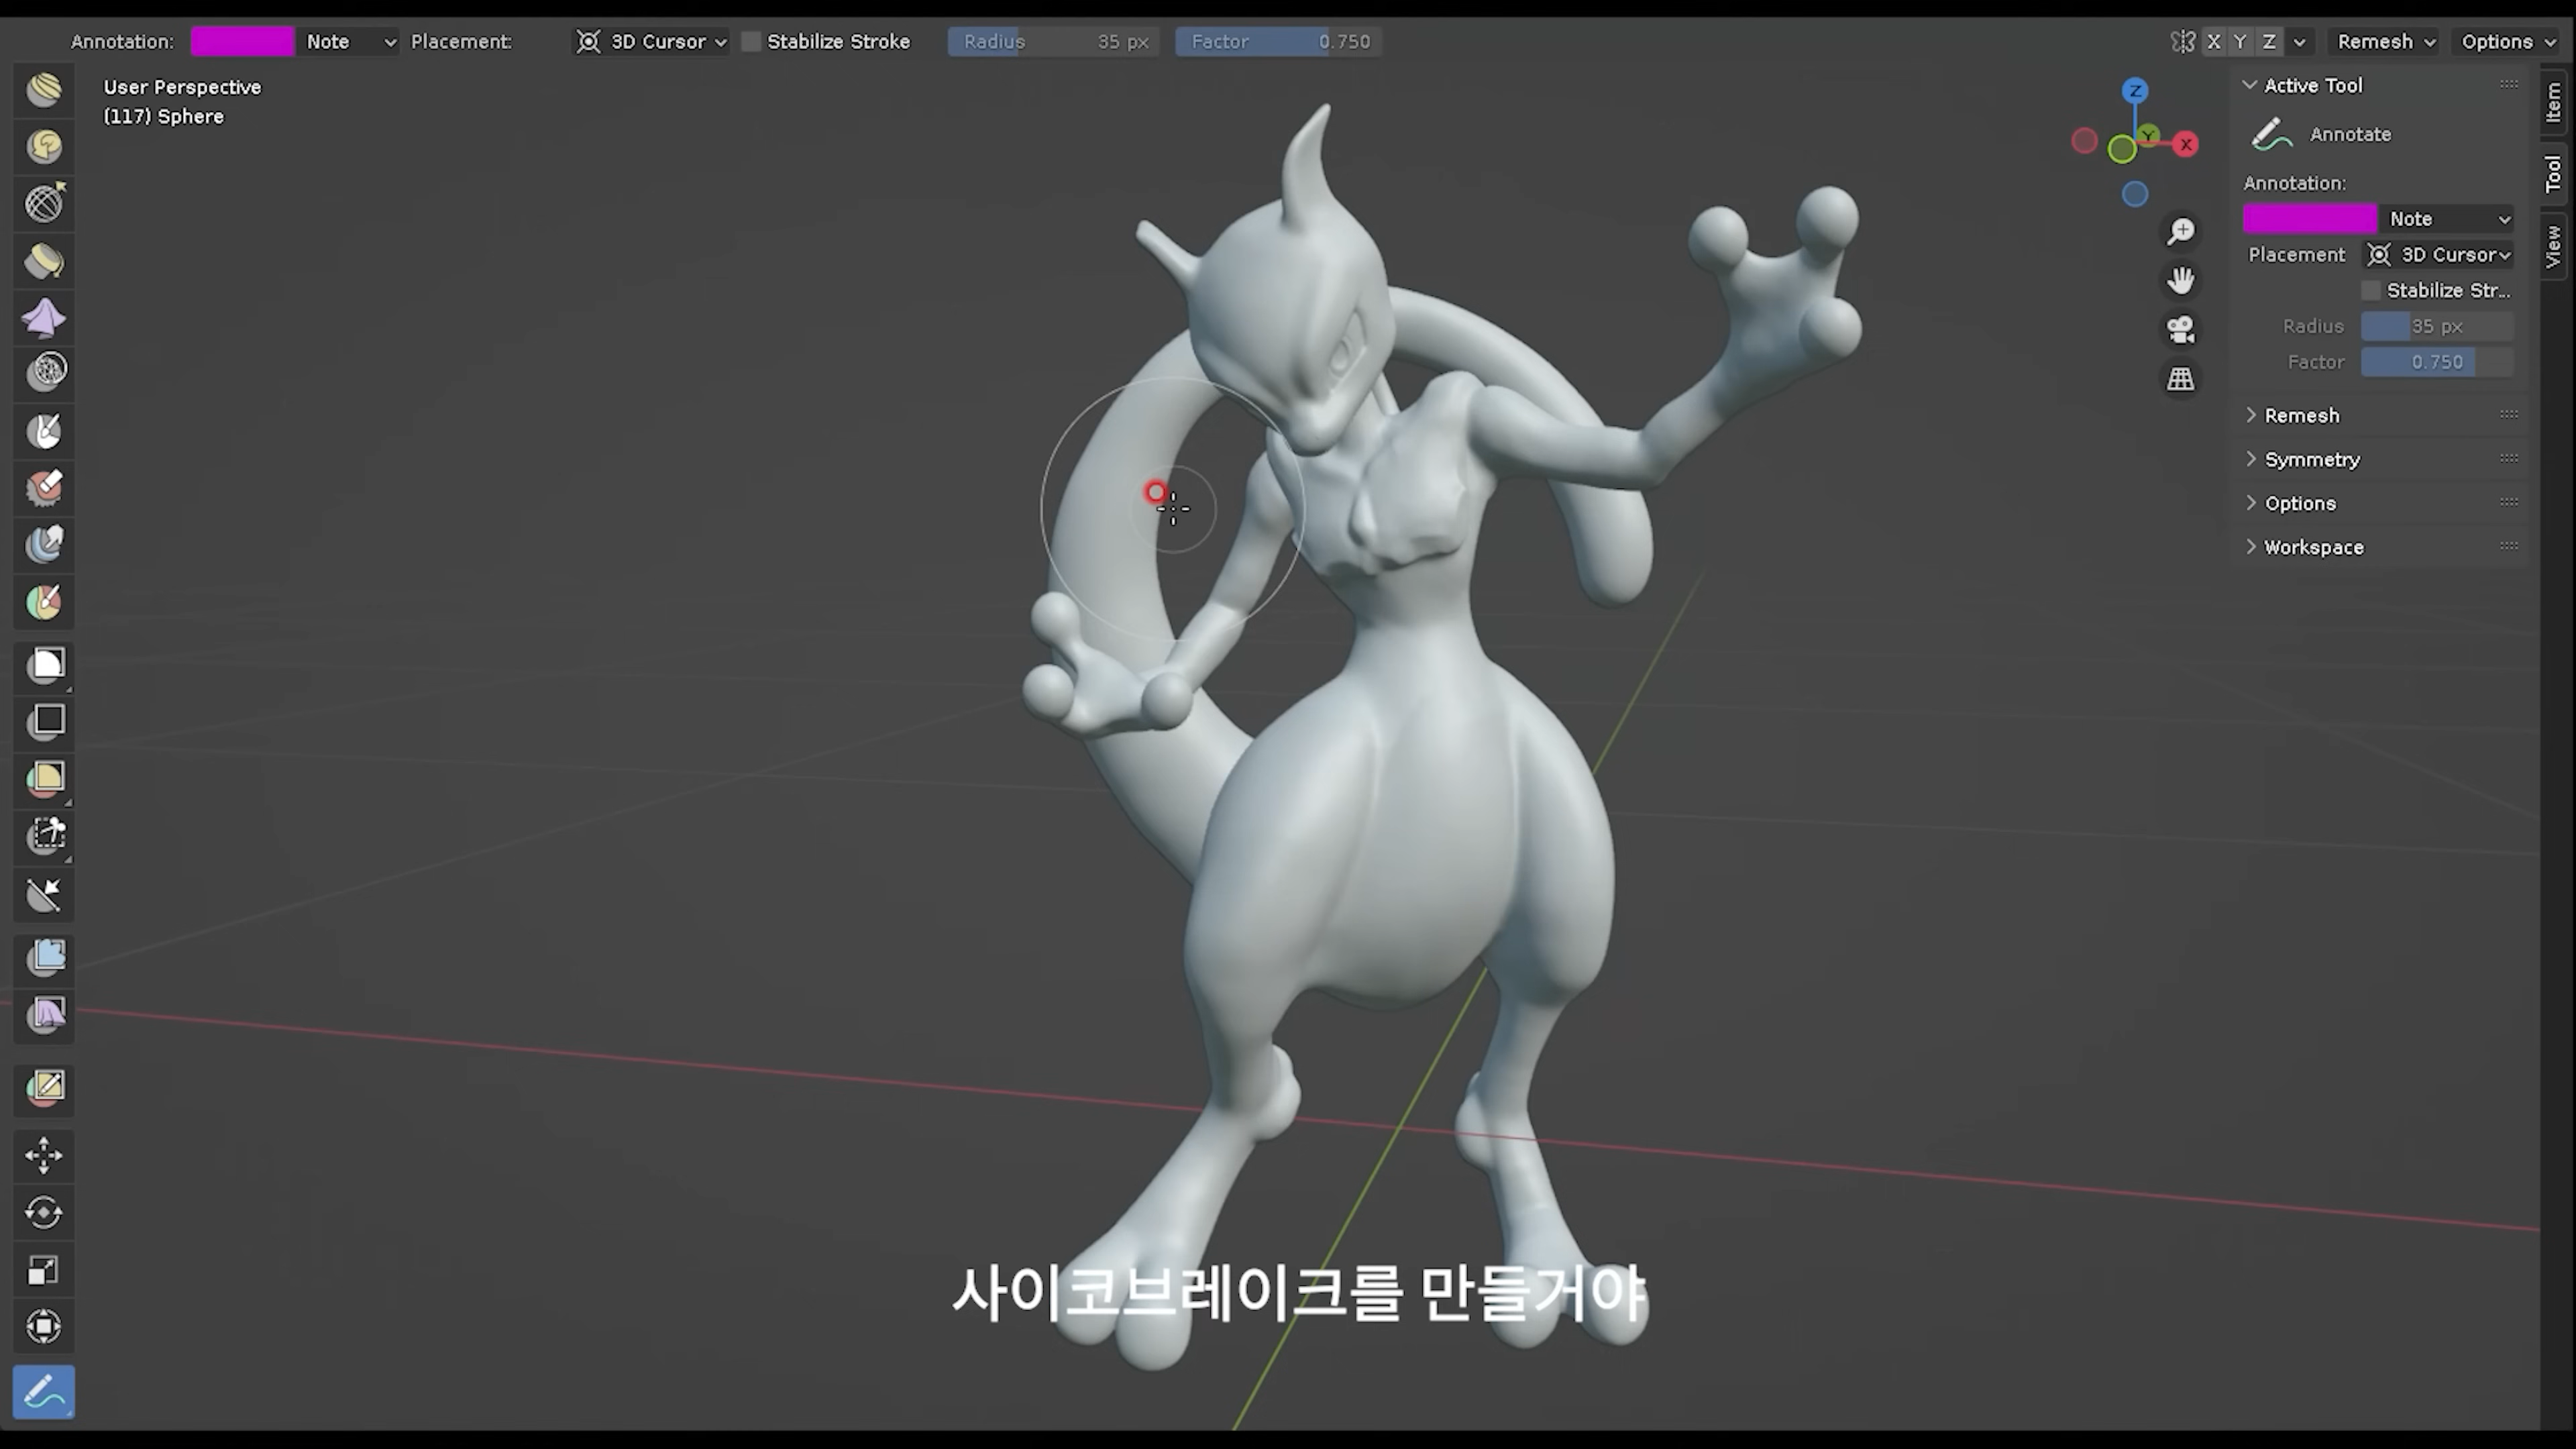 Annotation: Note Placement: 3D Cursor Stabilize Stroke Radius 35 px Factor 0.750 X Y Z Remesh Options
User Perspective
(117) Sphere
Z
Y
X
Active Tool
Annotate
Annotation:
Note
Placement 3D Cursor
Stabilize Str...
Radius 35 px
Factor 0.750
Remesh
Symmetry
Options
Workspace
Item
Tool
View
사이코브레이크를 만들거야